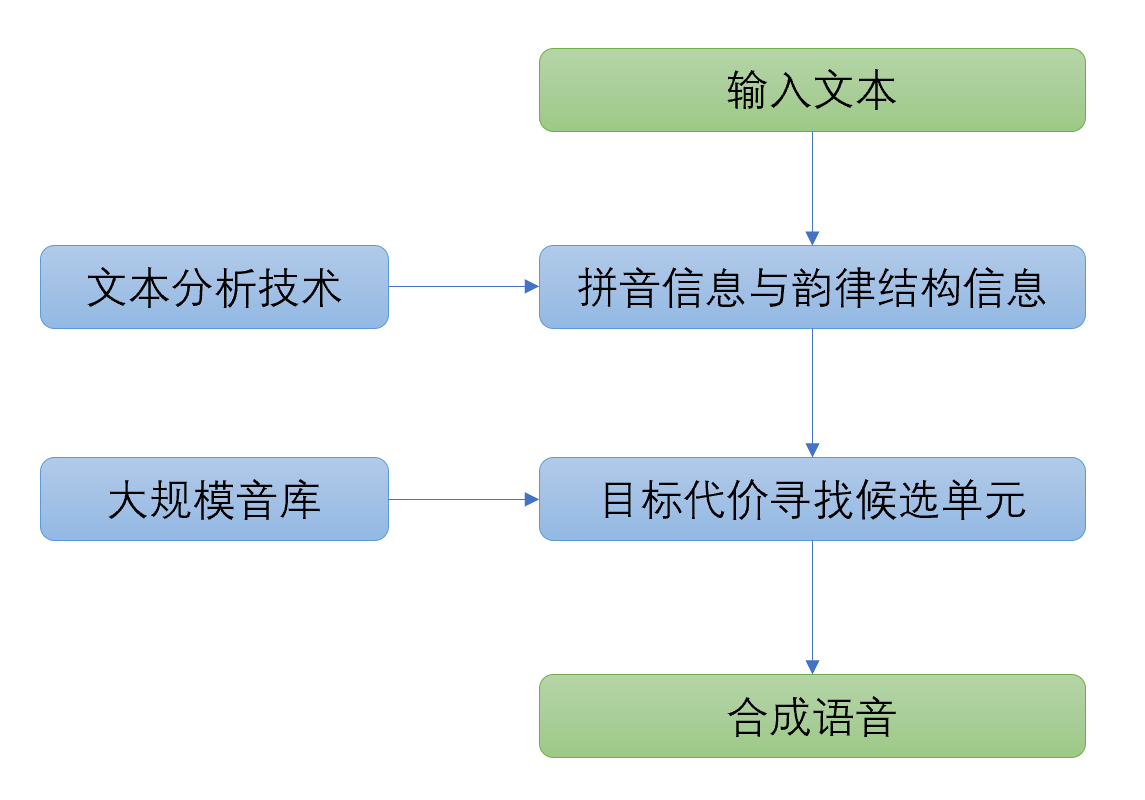 输入文本
文本分析技术
拼音信息与韵律结构信息
大规模音库
目标代价寻找候选单元
合成语音